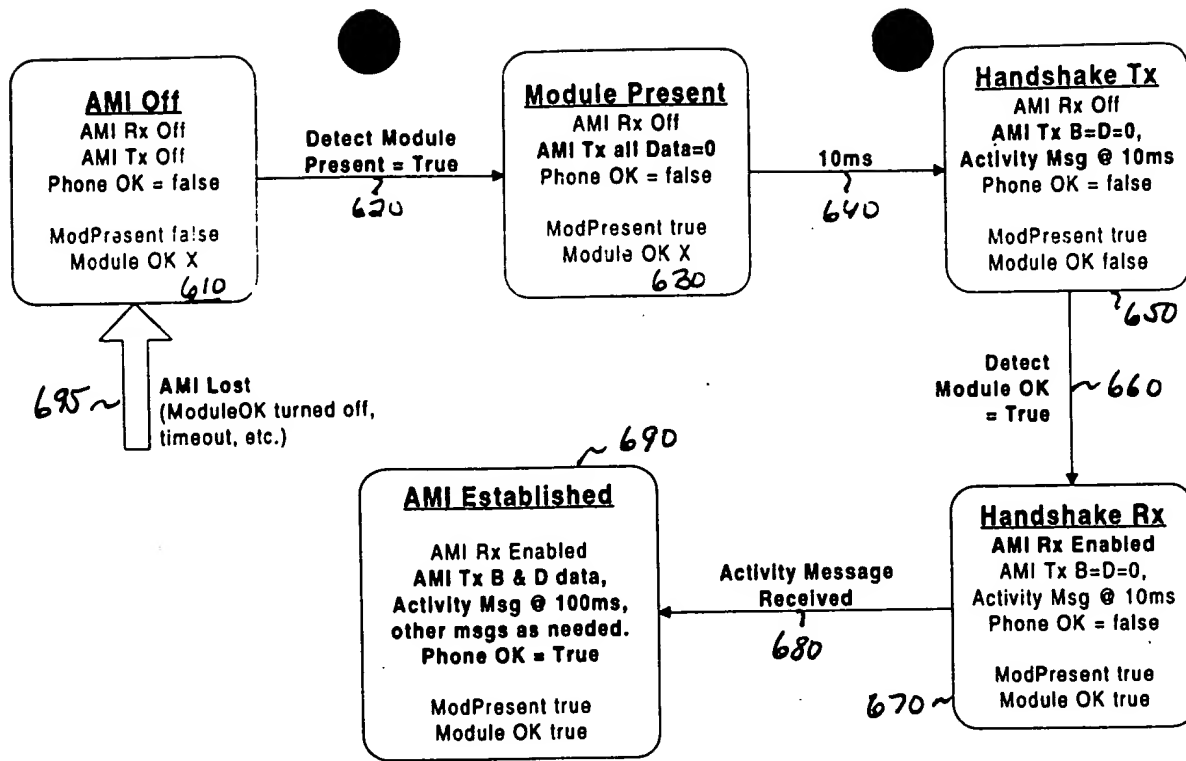 AMI Off
AMI Rx Off
AMI Tx Off
Phone OK = false
ModPresent false
Module OK X
610
Detect Module
Present = True
620
Module Present
AMI Rx Off
AMI Tx all Data=0
Phone OK = false
ModPresent true
Module OK X
630
10ms
640
Handshake Tx
AMI Rx Off
AMI Tx B=D=0,
Activity Msg @ 10ms
Phone OK = false
ModPresent true
Module OK false
650
Detect
Module OK
= True
660
Handshake Rx
AMI Rx Enabled
AMI Tx B=D=0,
Activity Msg @ 10ms
Phone OK = false
ModPresent true
Module OK true
670
Activity Message
Received
680
690
AMI Established
AMI Rx Enabled
AMI Tx B & D data,
Activity Msg @ 100ms,
other msgs as needed.
Phone OK = True
ModPresent true
Module OK true
695
AMI Lost
(ModuleOK turned off,
timeout, etc.)